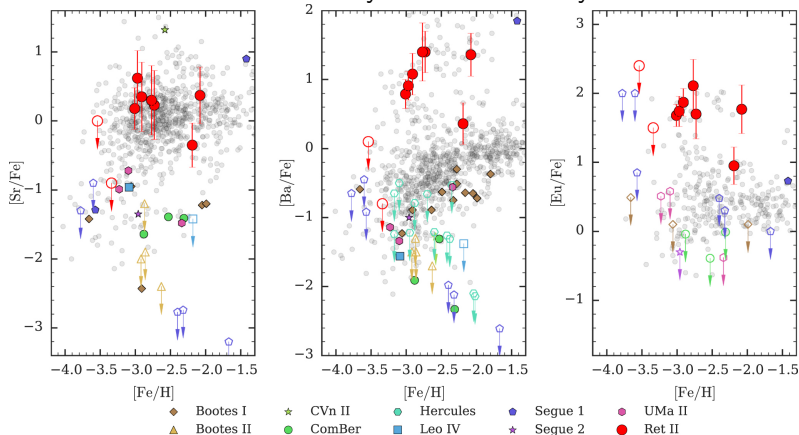 [Sr/Fe]
1
0
−1
−2
−3
−4.0 −3.5 −3.0 −2.5 −2.0 −1.5
[Fe/H]
[Ba/Fe]
2
1
0
−1
−2
−3
−4.0 −3.5 −3.0 −2.5 −2.0 −1.5
[Fe/H]
[Eu/Fe]
3
2
1
0
−1
−4.0 −3.5 −3.0 −2.5 −2.0 −1.5
[Fe/H]
Bootes I CVn II Hercules Segue 1 UMa II
Bootes II ComBer Leo IV Segue 2 Ret II